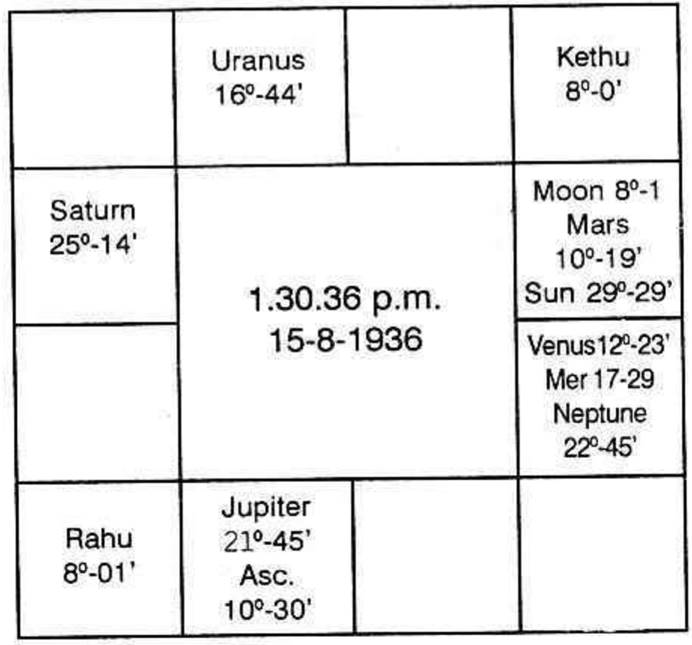 Uranus
16º-44'
Kethu
8º-0'
Saturn
25º-14'
Moon 8º-1
Mars
10º-19'
Sun 29º-29'
1.30.36 p.m.
15-8-1936
Venus12º-23'
Mer 17-29
Neptune
22º-45'
Rahu
8º-01'
Jupiter
21º-45'
Asc.
10º-30'